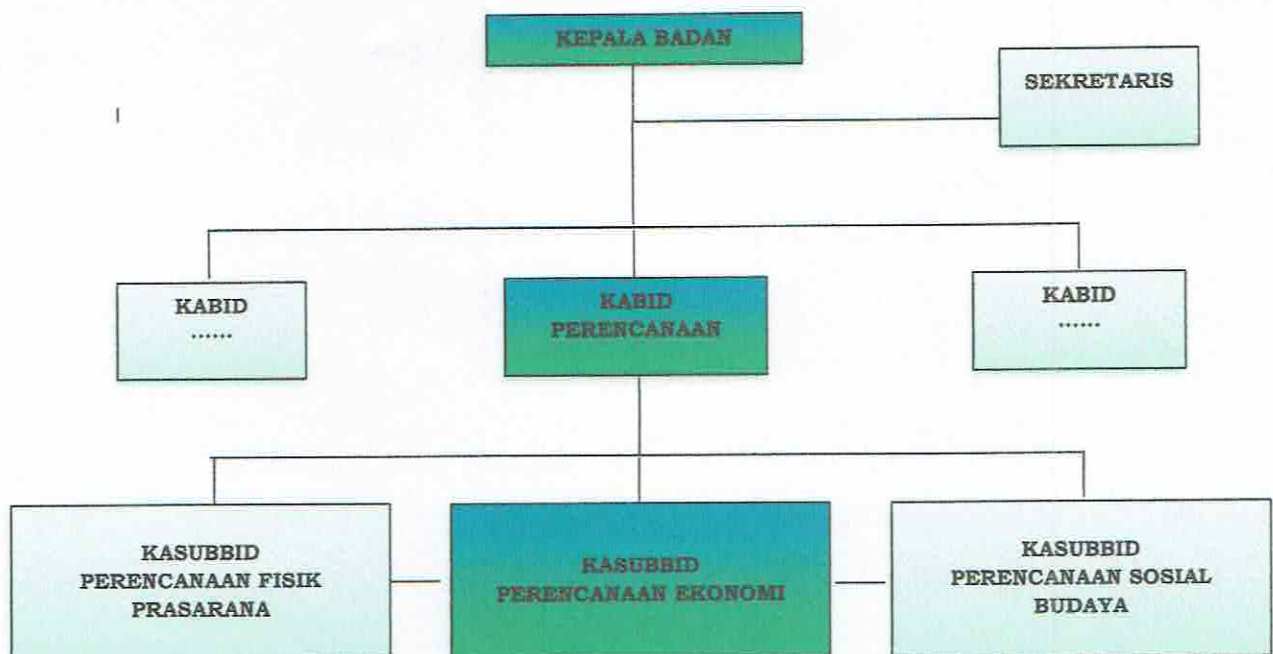 KEPALA BADAN
SEKRETARIS
KABID
......
KABID
PERENCANAAN
KABID
......
KASUBBID
PERENCANAAN FISIK
PRASARANA
KASUBBID
PERENCANAAN EKONOMI
KASUBBID
PERENCANAAN SOSIAL
BUDAYA